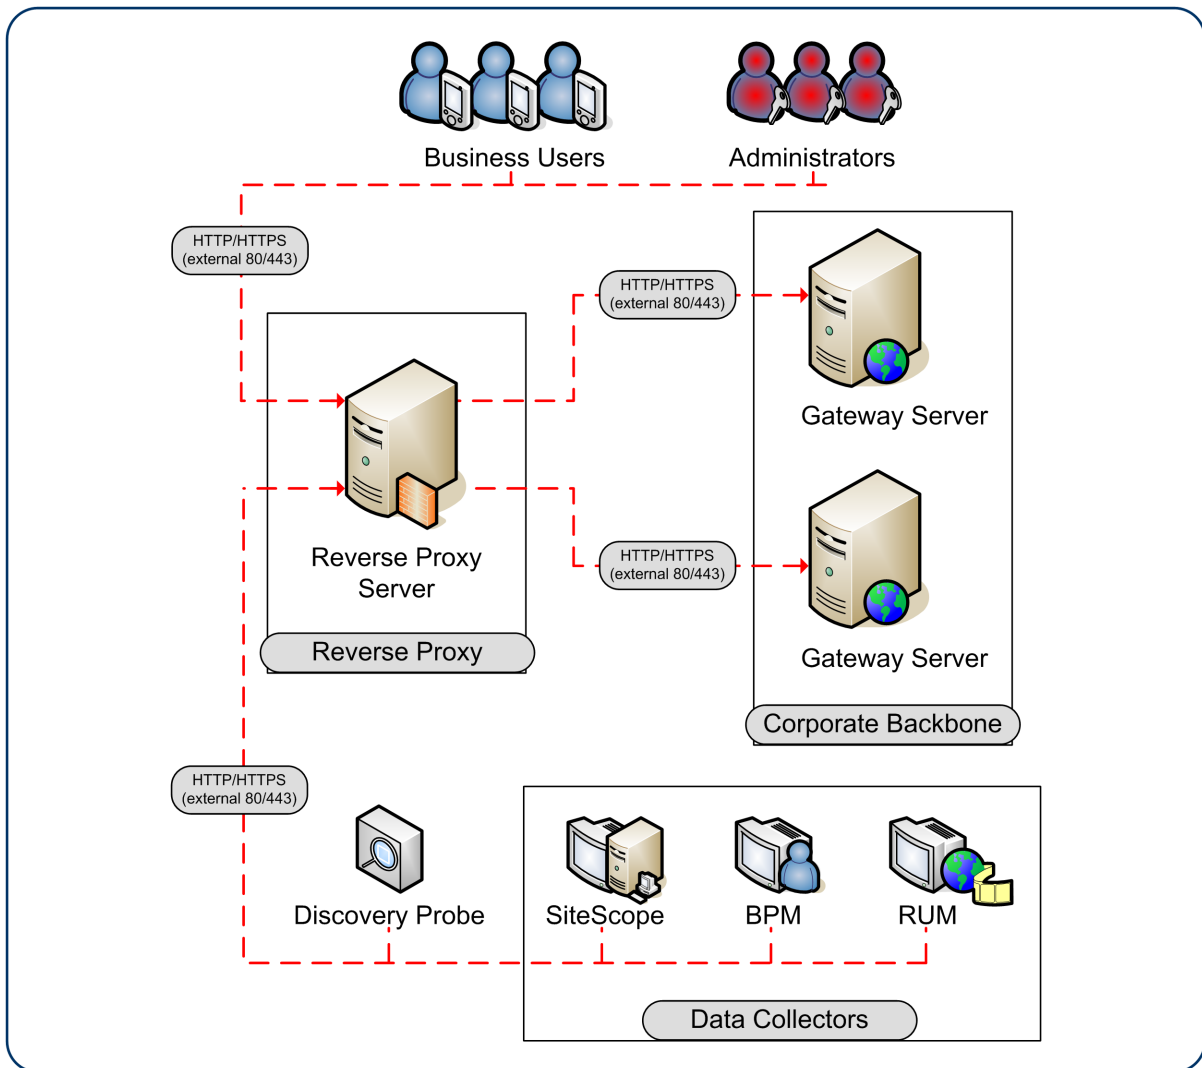 Business Users
Administrators
HTTP/HTTPS
(external 80/443)
HTTP/HTTPS
(external 80/443)
Gateway Server
Reverse Proxy
Server
HTTP/HTTPS
(external 80/443)
Reverse Proxy
Gateway Server
Corporate Backbone
HTTP/HTTPS
(external 80/443)
Discovery Probe
SiteScope
BPM
RUM
Data Collectors